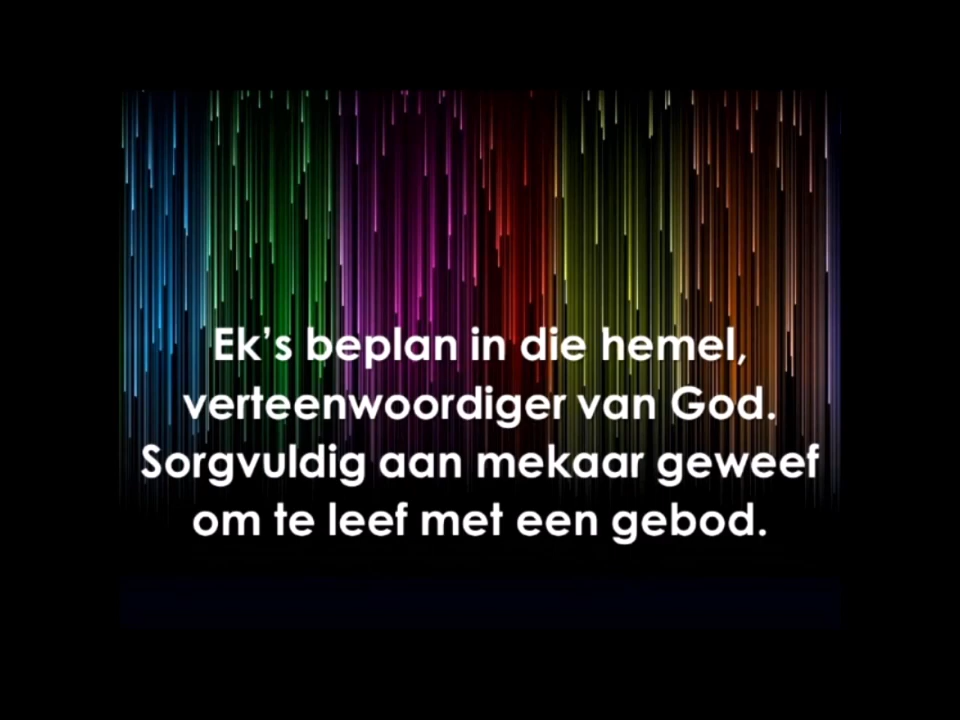 Ek’s beplan in die hemel,
verteenwoordiger van God.
Sorgvuldig aan mekaar geweef
om te leef met een gebod.